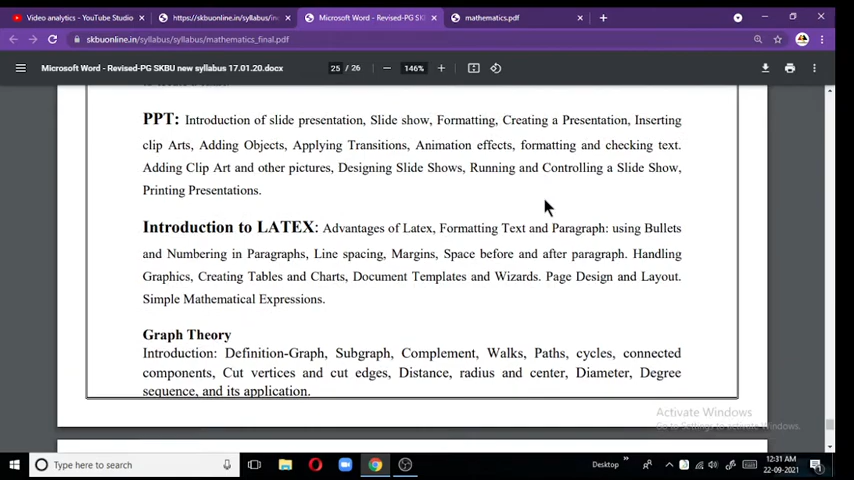 Video analytics - YouTube Studio
https://skbuonline.in/syllabus/in
Microsoft Word - Revised-PG SK
mathematics.pdf
skbuonline.in/syllabus/syllabus/mathematics_final.pdf
Microsoft Word - Revised-PG SKBU new syllabus 17.01.20.docx
25 / 26
146%
PPT: Introduction of slide presentation, Slide show, Formatting, Creating a Presentation, Inserting
clip Arts, Adding Objects, Applying Transitions, Animation effects, formatting and checking text.
Adding Clip Art and other pictures, Designing Slide Shows, Running and Controlling a Slide Show,
Printing Presentations.
Introduction to LATEX: Advantages of Latex, Formatting Text and Paragraph: using Bullets
and Numbering in Paragraphs, Line spacing, Margins, Space before and after paragraph. Handling
Graphics, Creating Tables and Charts, Document Templates and Wizards. Page Design and Layout.
Simple Mathematical Expressions.
Graph Theory
Introduction: Definition-Graph, Subgraph, Complement, Walks, Paths, cycles, connected
components, Cut vertices and cut edges, Distance, radius and center, Diameter, Degree
sequence, and its application.
Activate Windows
Go to Settings to activate Windows.
Type here to search
Desktop
12:31 AM
22-09-2021